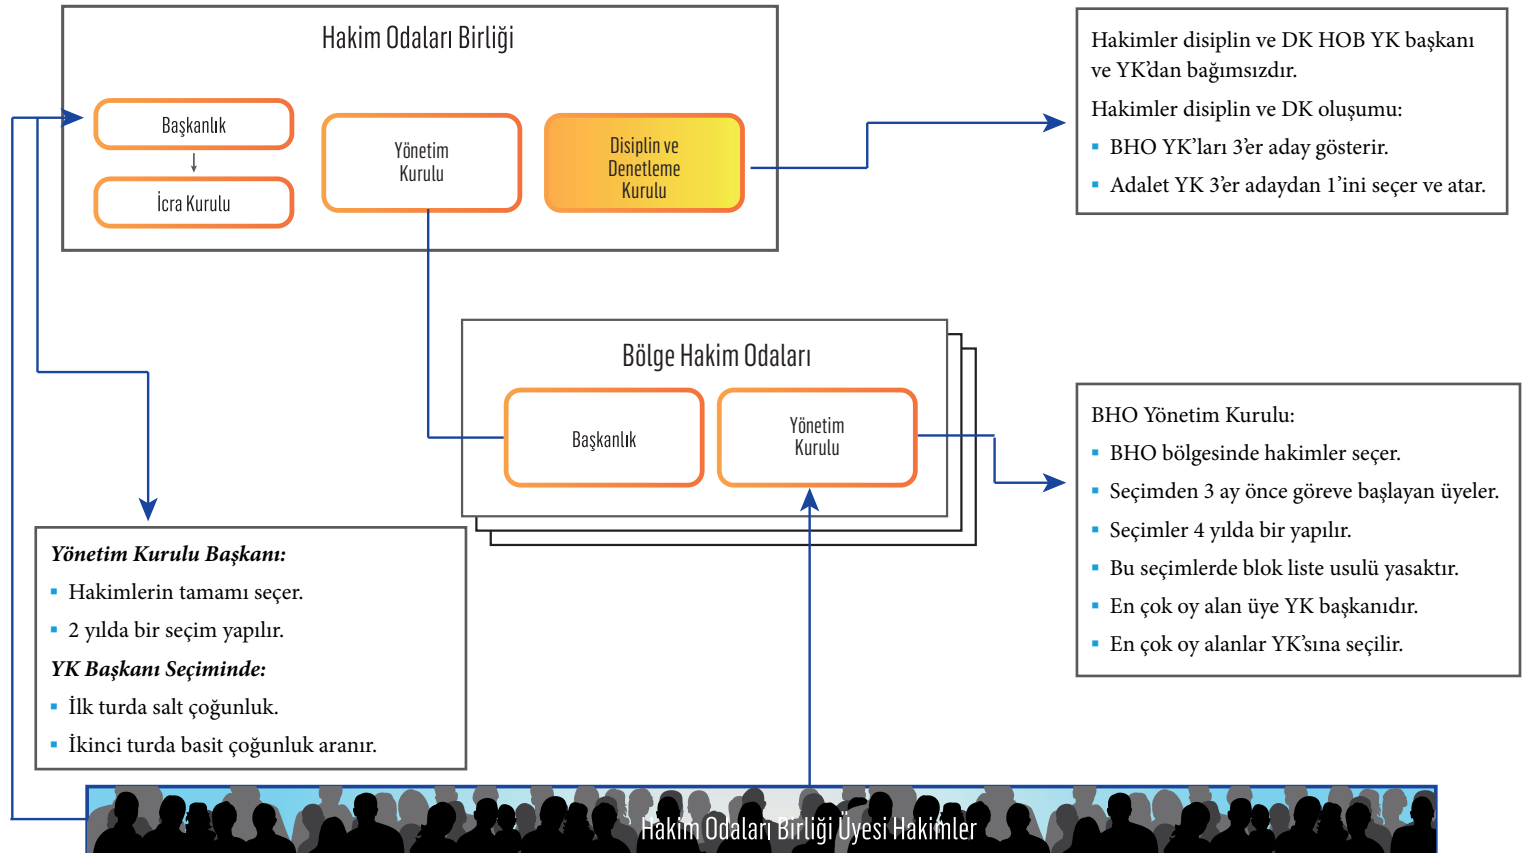 Hakim Odaları Birliği
Başkanlık
İcra Kurulu
Yönetim
Kurulu
Disiplin ve
Denetleme
Kurulu
Hakimler disiplin ve DK HOB YK başkanı
ve YK’dan bağımsızdır.
Hakimler disiplin ve DK oluşumu:
▪ BHO YK’ları 3’er aday gösterir.
▪ Adalet YK 3’er adaydan 1’ini seçer ve atar.
Bölge Hakim Odaları
Başkanlık
Yönetim
Kurulu
BHO Yönetim Kurulu:
▪ BHO bölgesinde hakimler seçer.
▪ Seçimden 3 ay önce göreve başlayan üyeler.
▪ Seçimler 4 yılda bir yapılır.
▪ Bu seçimlerde blok liste usulü yasaktır.
▪ En çok oy alan üye YK başkanıdır.
▪ En çok oy alanlar YK’sına seçilir.
Yönetim Kurulu Başkanı:
▪ Hakimlerin tamamı seçer.
▪ 2 yılda bir seçim yapılır.
YK Başkanı Seçiminde:
▪ İlk turda salt çoğunluk.
▪ İkinci turda basit çoğunluk aranır.
Hakim Odaları Birliği Üyesi Hakimler